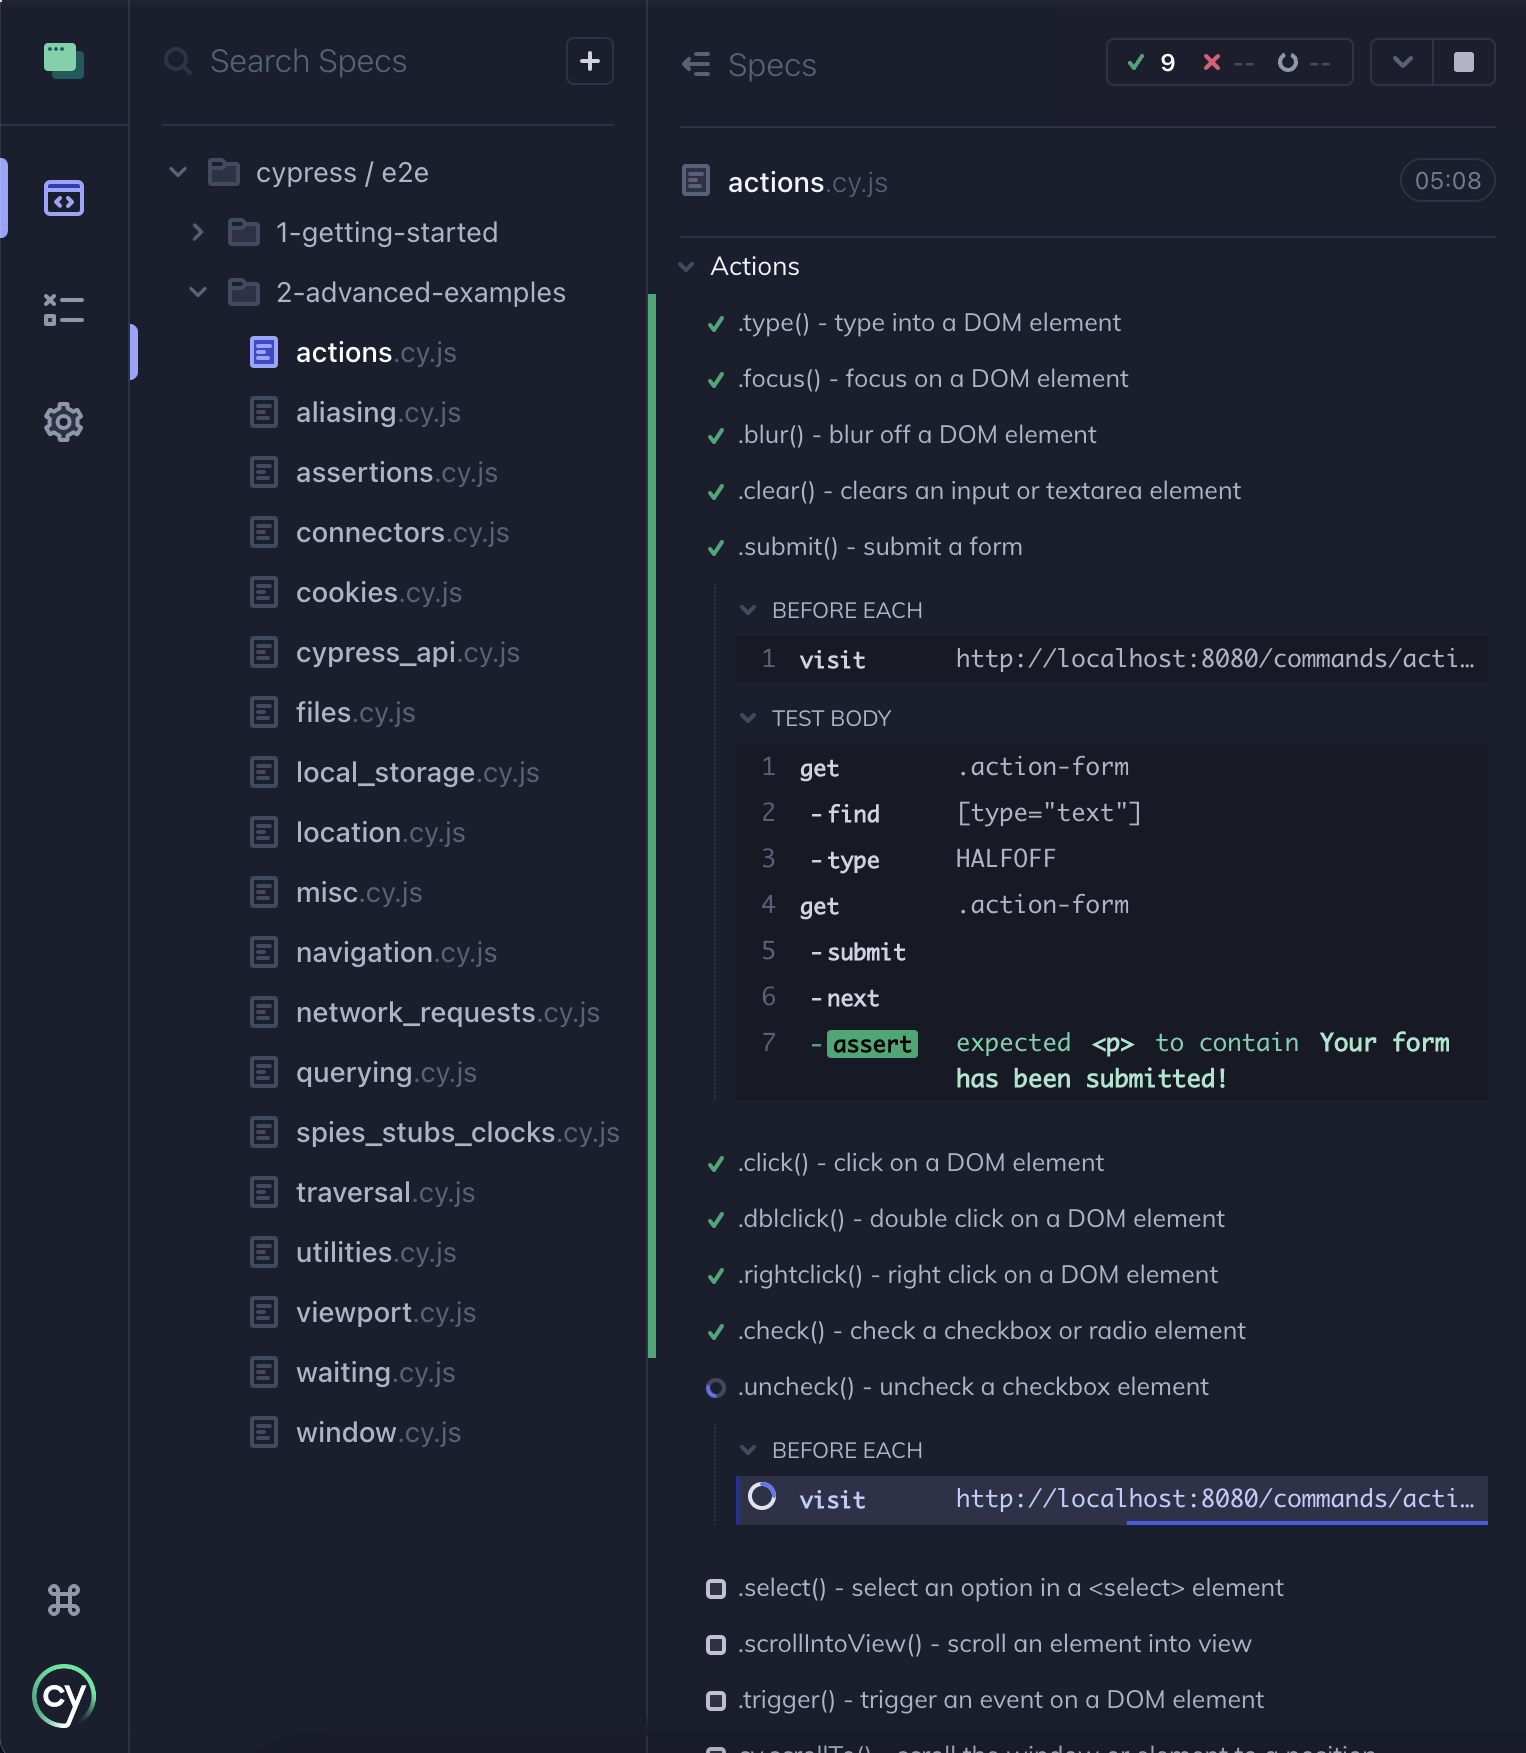 Search Specs
+
cypress / e2e
1-getting-started
2-advanced-examples
actions.cy.js
aliasing.cy.js
assertions.cy.js
connectors.cy.js
cookies.cy.js
cypress_api.cy.js
files.cy.js
local_storage.cy.js
location.cy.js
misc.cy.js
navigation.cy.js
network_requests.cy.js
querying.cy.js
spies_stubs_clocks.cy.js
traversal.cy.js
utilities.cy.js
viewport.cy.js
waiting.cy.js
window.cy.js
cy
Specs
9 -- --
actions.cy.js 05:08
Actions
.type() - type into a DOM element
.focus() - focus on a DOM element
.blur() - blur off a DOM element
.clear() - clears an input or textarea element
.submit() - submit a form
BEFORE EACH
1 visit http://localhost:8080/commands/acti…
TEST BODY
1 get .action-form
2 -find [type="text"]
3 -type HALFOFF
4 get .action-form
5 -submit
6 -next
7 -assert expected <p> to contain Your form
has been submitted!
.click() - click on a DOM element
.dblclick() - double click on a DOM element
.rightclick() - right click on a DOM element
.check() - check a checkbox or radio element
.uncheck() - uncheck a checkbox element
BEFORE EACH
visit http://localhost:8080/commands/acti…
.select() - select an option in a <select> element
.scrollIntoView() - scroll an element into view
.trigger() - trigger an event on a DOM element
cy.scrollTo() - scroll the window or element to a position